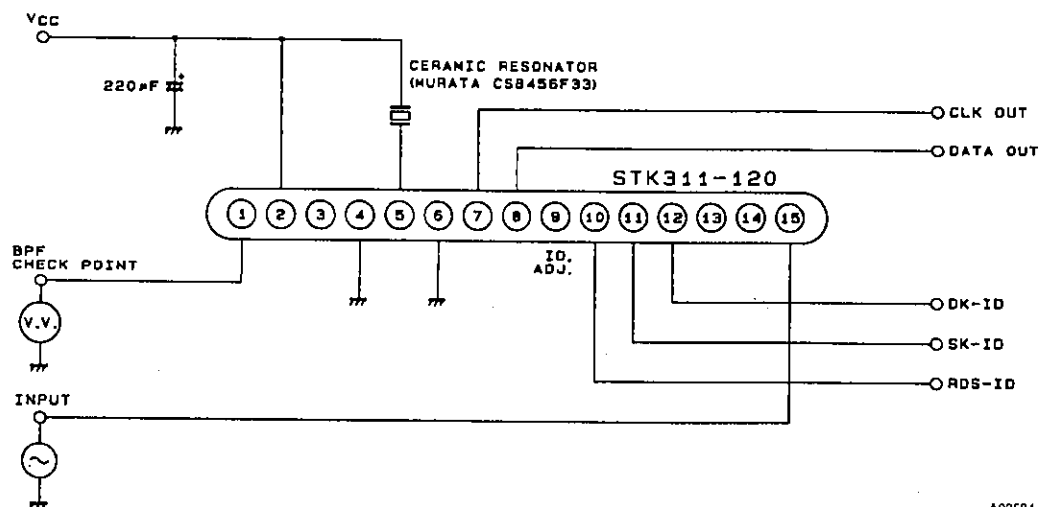 VCC
220µF
+
CERAMIC RESONATOR
(MURATA CSB456F33)
CLK OUT
DATA OUT
STK311-120
1 2 3 4 5 6 7 8 9 10 11 12 13 14 15
ID.
ADJ.
BPF
CHECK POINT
V.V.
DK-ID
SK-ID
RDS-ID
INPUT